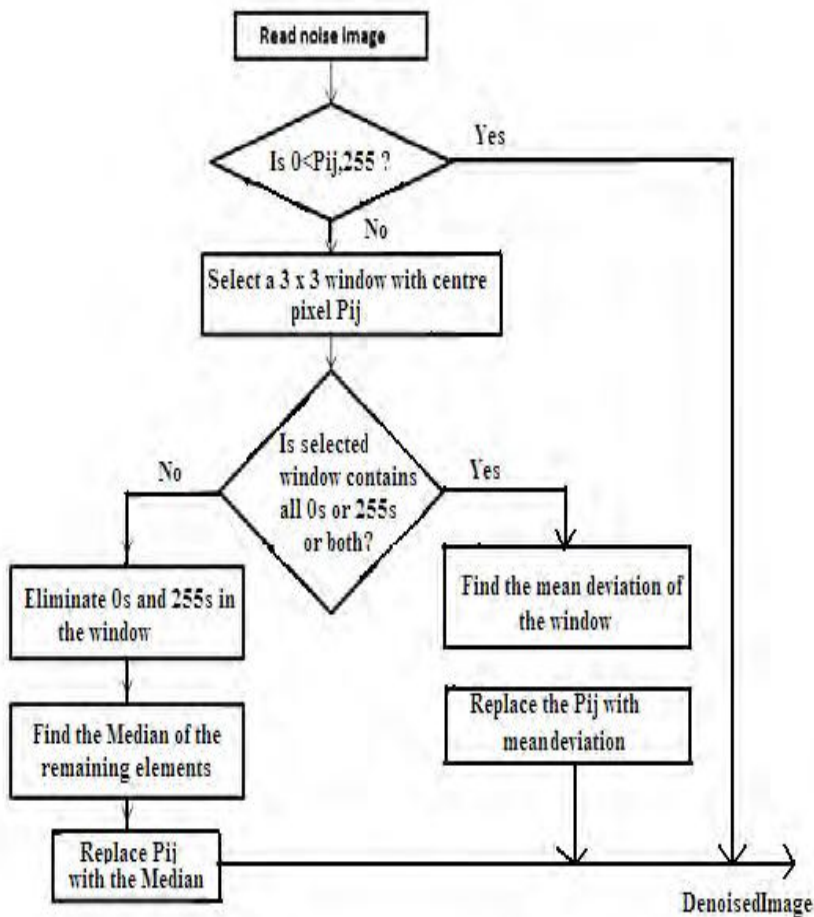 Read noise image
Is 0<Pij,255 ?
Yes
No
Select a 3 x 3 window with centre
pixel Pij
Is selected
window contains
all 0s or 255s
or both?
No
Yes
Eliminate 0s and 255s in
the window
Find the mean deviation of
the window
Find the Median of the
remaining elements
Replace the Pij with
meandeviation
Replace Pij
with the Median
DenoisedImage